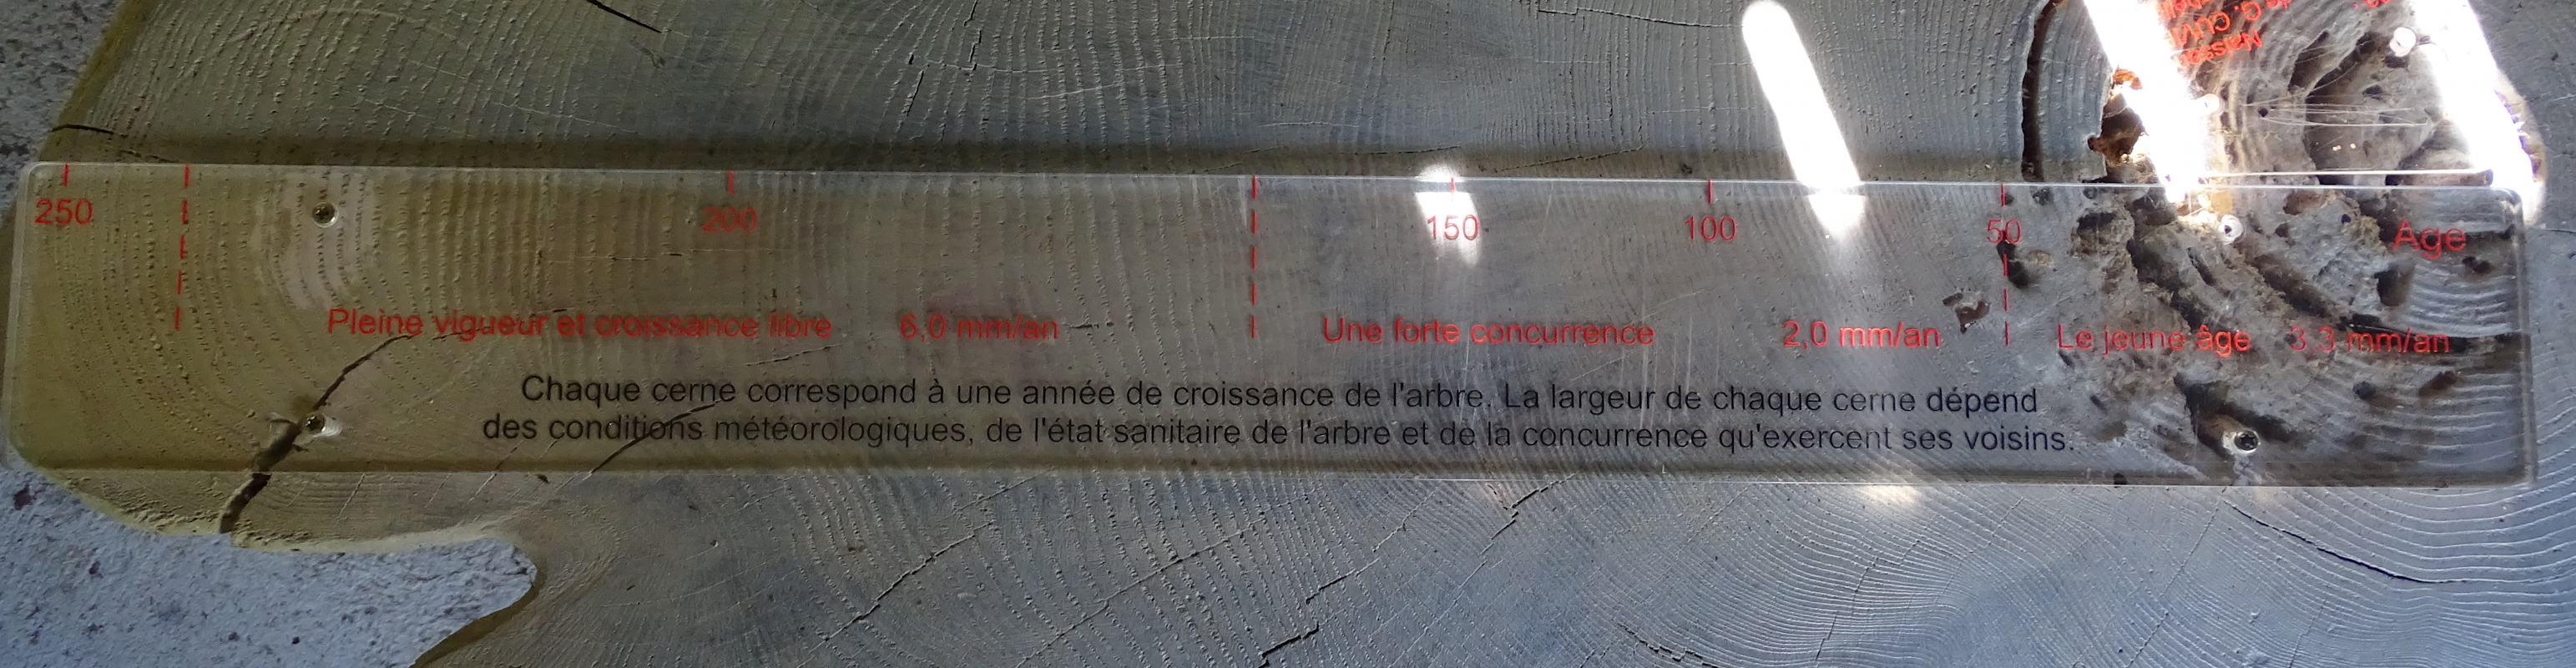 250 200 150 100 50 Age
Pleine vigueur et croissance libre 6,0 mm/an Une forte concurrence 2,0 mm/an Le jeune âge 3,3 mm/an
Chaque cerne correspond à une année de croissance de l'arbre. La largeur de chaque cerne dépend
des conditions météorologiques, de l'état sanitaire de l'arbre et de la concurrence qu'exercent ses voisins.